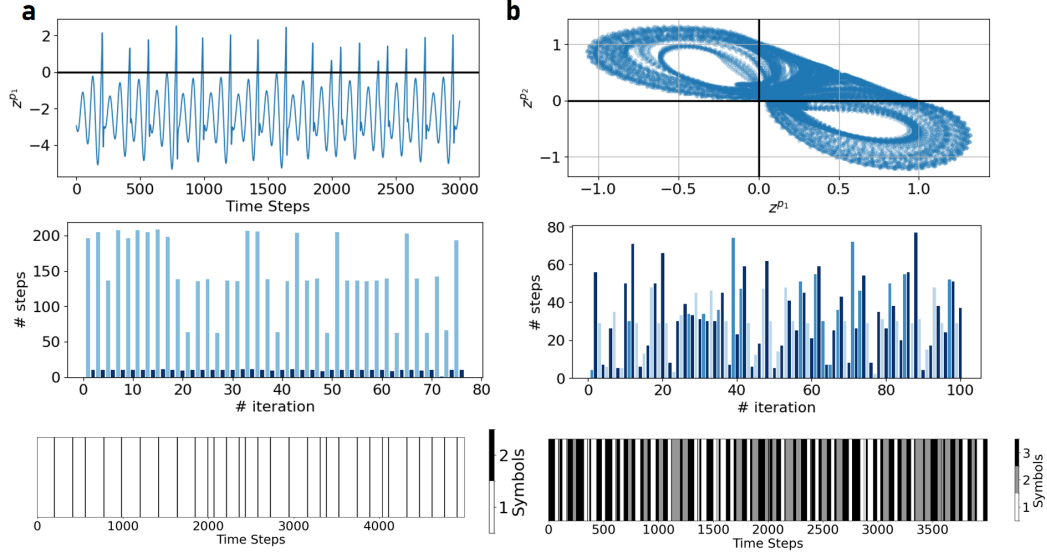 a
2
0
−2
−4
z^{p_1}
0 500 1000 1500 2000 2500 3000
Time Steps
200
150
100
50
0
# steps
0 10 20 30 40 50 60 70 80
# iteration
0 1000 2000 3000 4000
Time Steps
2
1
Symbols
b
1
0
−1
z^{p_2}
−1.0 −0.5 0.0 0.5 1.0
z^{p_1}
80
60
40
20
0
# steps
0 20 40 60 80 100
# iteration
0 500 1000 1500 2000 2500 3000 3500
Time Steps
3
2
1
Symbols